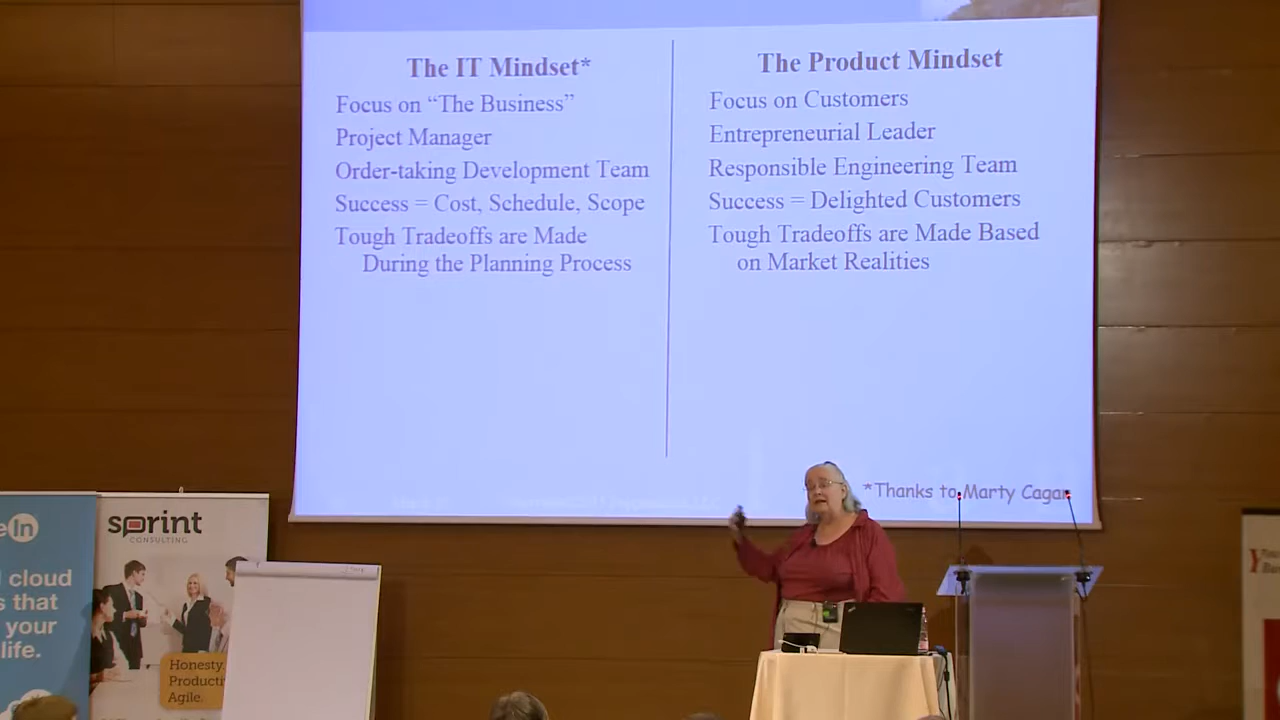 The IT Mindset*
Focus on “The Business”
Project Manager
Order-taking Development Team
Success = Cost, Schedule, Scope
Tough Tradeoffs are Made
During the Planning Process
The Product Mindset
Focus on Customers
Entrepreneurial Leader
Responsible Engineering Team
Success = Delighted Customers
Tough Tradeoffs are Made Based
on Market Realities
*Thanks to Marty Cagan
eIn
cloud
s that
your
life.
sprint
CONSULTING
Honesty.
Producti
Agile.